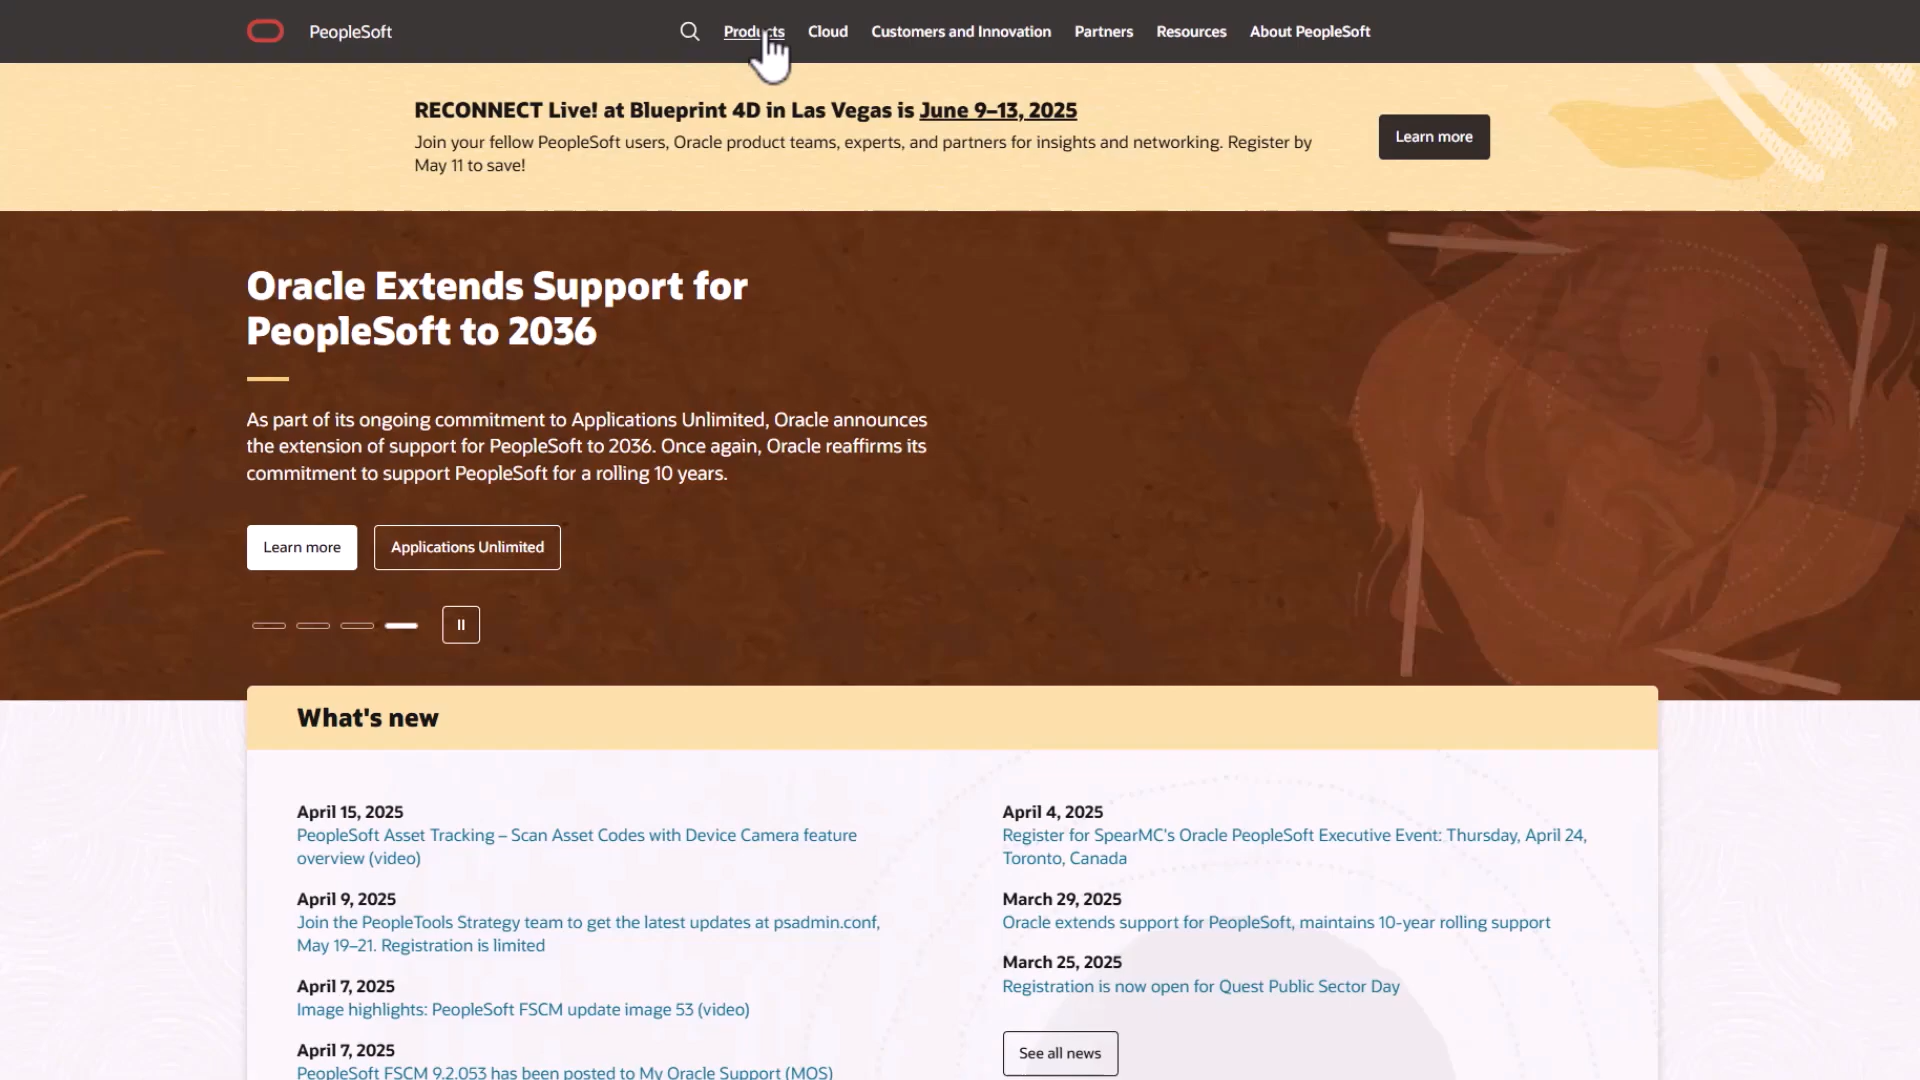 PeopleSoft
Products Cloud Customers and Innovation Partners Resources About PeopleSoft
RECONNECT Live! at Blueprint 4D in Las Vegas is June 9–13, 2025
Join your fellow PeopleSoft users, Oracle product teams, experts, and partners for insights and networking. Register by
May 11 to save!
Learn more
Oracle Extends Support for
PeopleSoft to 2036
As part of its ongoing commitment to Applications Unlimited, Oracle announces
the extension of support for PeopleSoft to 2036. Once again, Oracle reaffirms its
commitment to support PeopleSoft for a rolling 10 years.
Learn more
Applications Unlimited
What's new
April 15, 2025
PeopleSoft Asset Tracking – Scan Asset Codes with Device Camera feature
overview (video)
April 9, 2025
Join the PeopleTools Strategy team to get the latest updates at psadmin.conf,
May 19–21. Registration is limited
April 7, 2025
Image highlights: PeopleSoft FSCM update image 53 (video)
April 7, 2025
PeopleSoft FSCM 9.2.053 has been posted to My Oracle Support (MOS)
April 4, 2025
Register for SpearMC's Oracle PeopleSoft Executive Event: Thursday, April 24,
Toronto, Canada
March 29, 2025
Oracle extends support for PeopleSoft, maintains 10-year rolling support
March 25, 2025
Registration is now open for Quest Public Sector Day
See all news